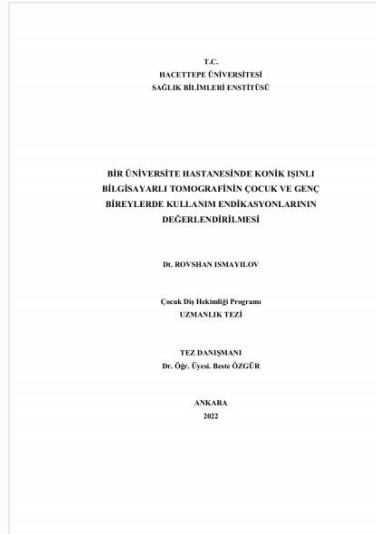 T.C.
HACETTEPE ÜNİVERSİTESİ
SAĞLIK BİLİMLERİ ENSTİTÜSÜ
BİR ÜNİVERSİTE HASTANESİNDE KONİK IŞINLI
BİLGİSAYARLI TOMOGRAFİNİN ÇOCUK VE GENÇ
BİREYLERDE KULLANIM ENDİKASYONLARININ
DEĞERLENDİRİLMESİ
Dt. ROVSHAN ISMAYILOV
Çocuk Diş Hekimliği Programı
UZMANLIK TEZİ
TEZ DANIŞMANI
Dr. Öğr. Üyesi. Beste ÖZGÜR
ANKARA
2022